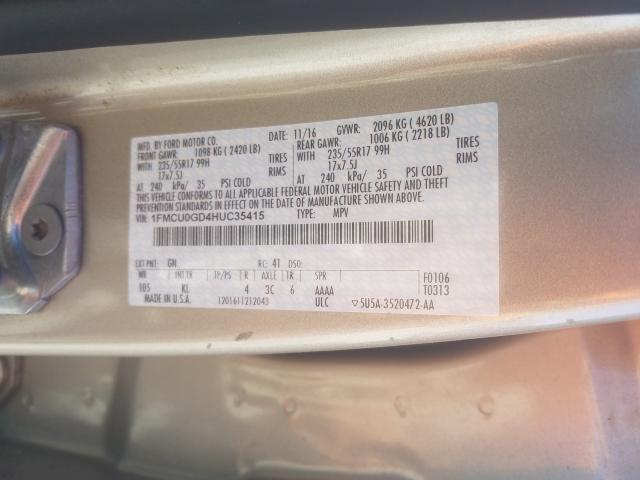 MFD. BY FORD MOTOR CO. 11/16 GVWR: 2096 KG ( 4620 LB)
FRONT GAWR: 1098 KG ( 2420 LB) REAR GAWR: 1006 KG ( 2218 LB)
WITH 235/55R17 99H TIRES WITH 235/55R17 99H TIRES
17x7.5J RIMS 17x7.5J RIMS
AT 240 kPa/ 35 PSI COLD AT 240 kPa/ 35 PSI COLD
THIS VEHICLE CONFORMS TO ALL APPLICABLE FEDERAL MOTOR VEHICLE SAFETY AND BUMPER
STANDARDS IN EFFECT ON THE DATE OF MANUFACTURE SHOWN ABOVE.
VIN: 1FMCU0GD4HUC35415 TYPE: MPV
EXT PNT: GN RC: 41 DSO:
WB INT TR TP/PS R AXLE TR SPR F0106
105 KL 4 3C 6 AAAA T0313
MADE IN U.S.A. 1201611212043 ULC 5U5A-3520472-AA